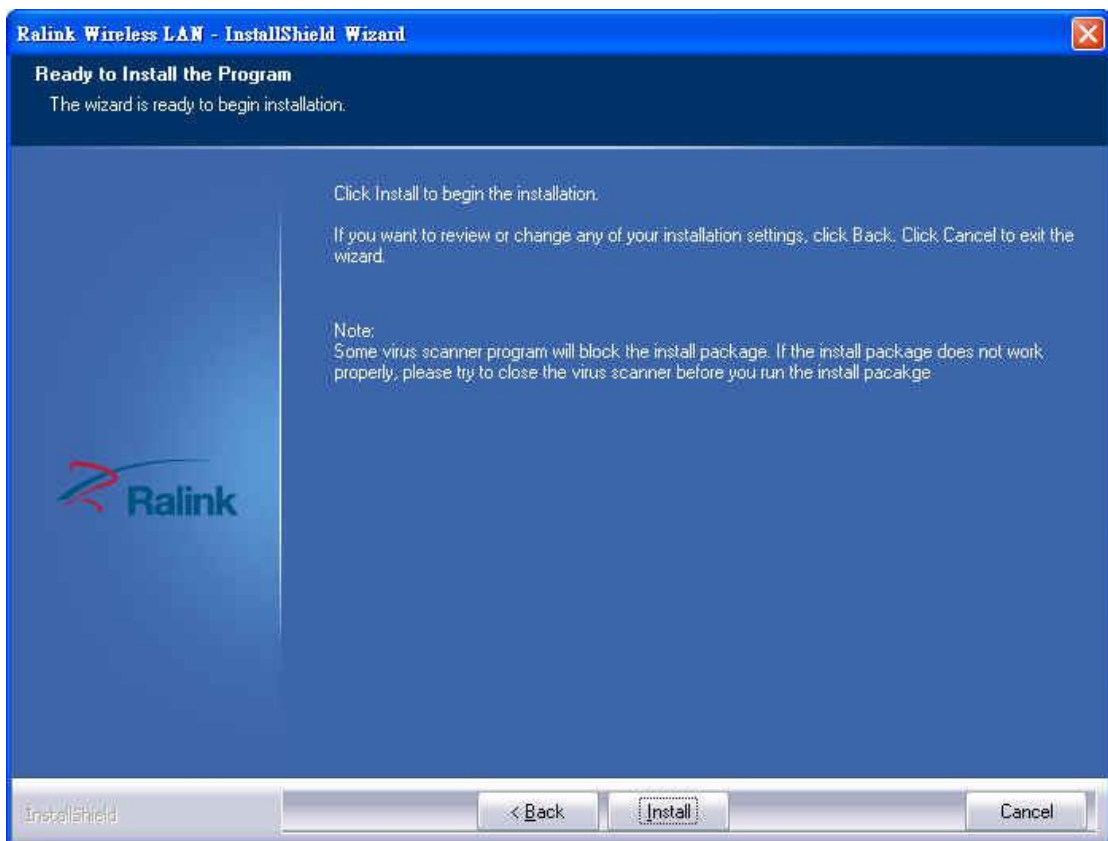 Ralink Wireless LAN - InstallShield Wizard
Ready to Install the Program
The wizard is ready to begin installation.
Click Install to begin the installation.
If you want to review or change any of your installation settings, click Back. Click Cancel to exit the
wizard.
Note:
Some virus scanner program will block the install package. If the install package does not work
properly, please try to close the virus scanner before you run the install pacakge
Ralink
InstallShield
< Back
Install
Cancel